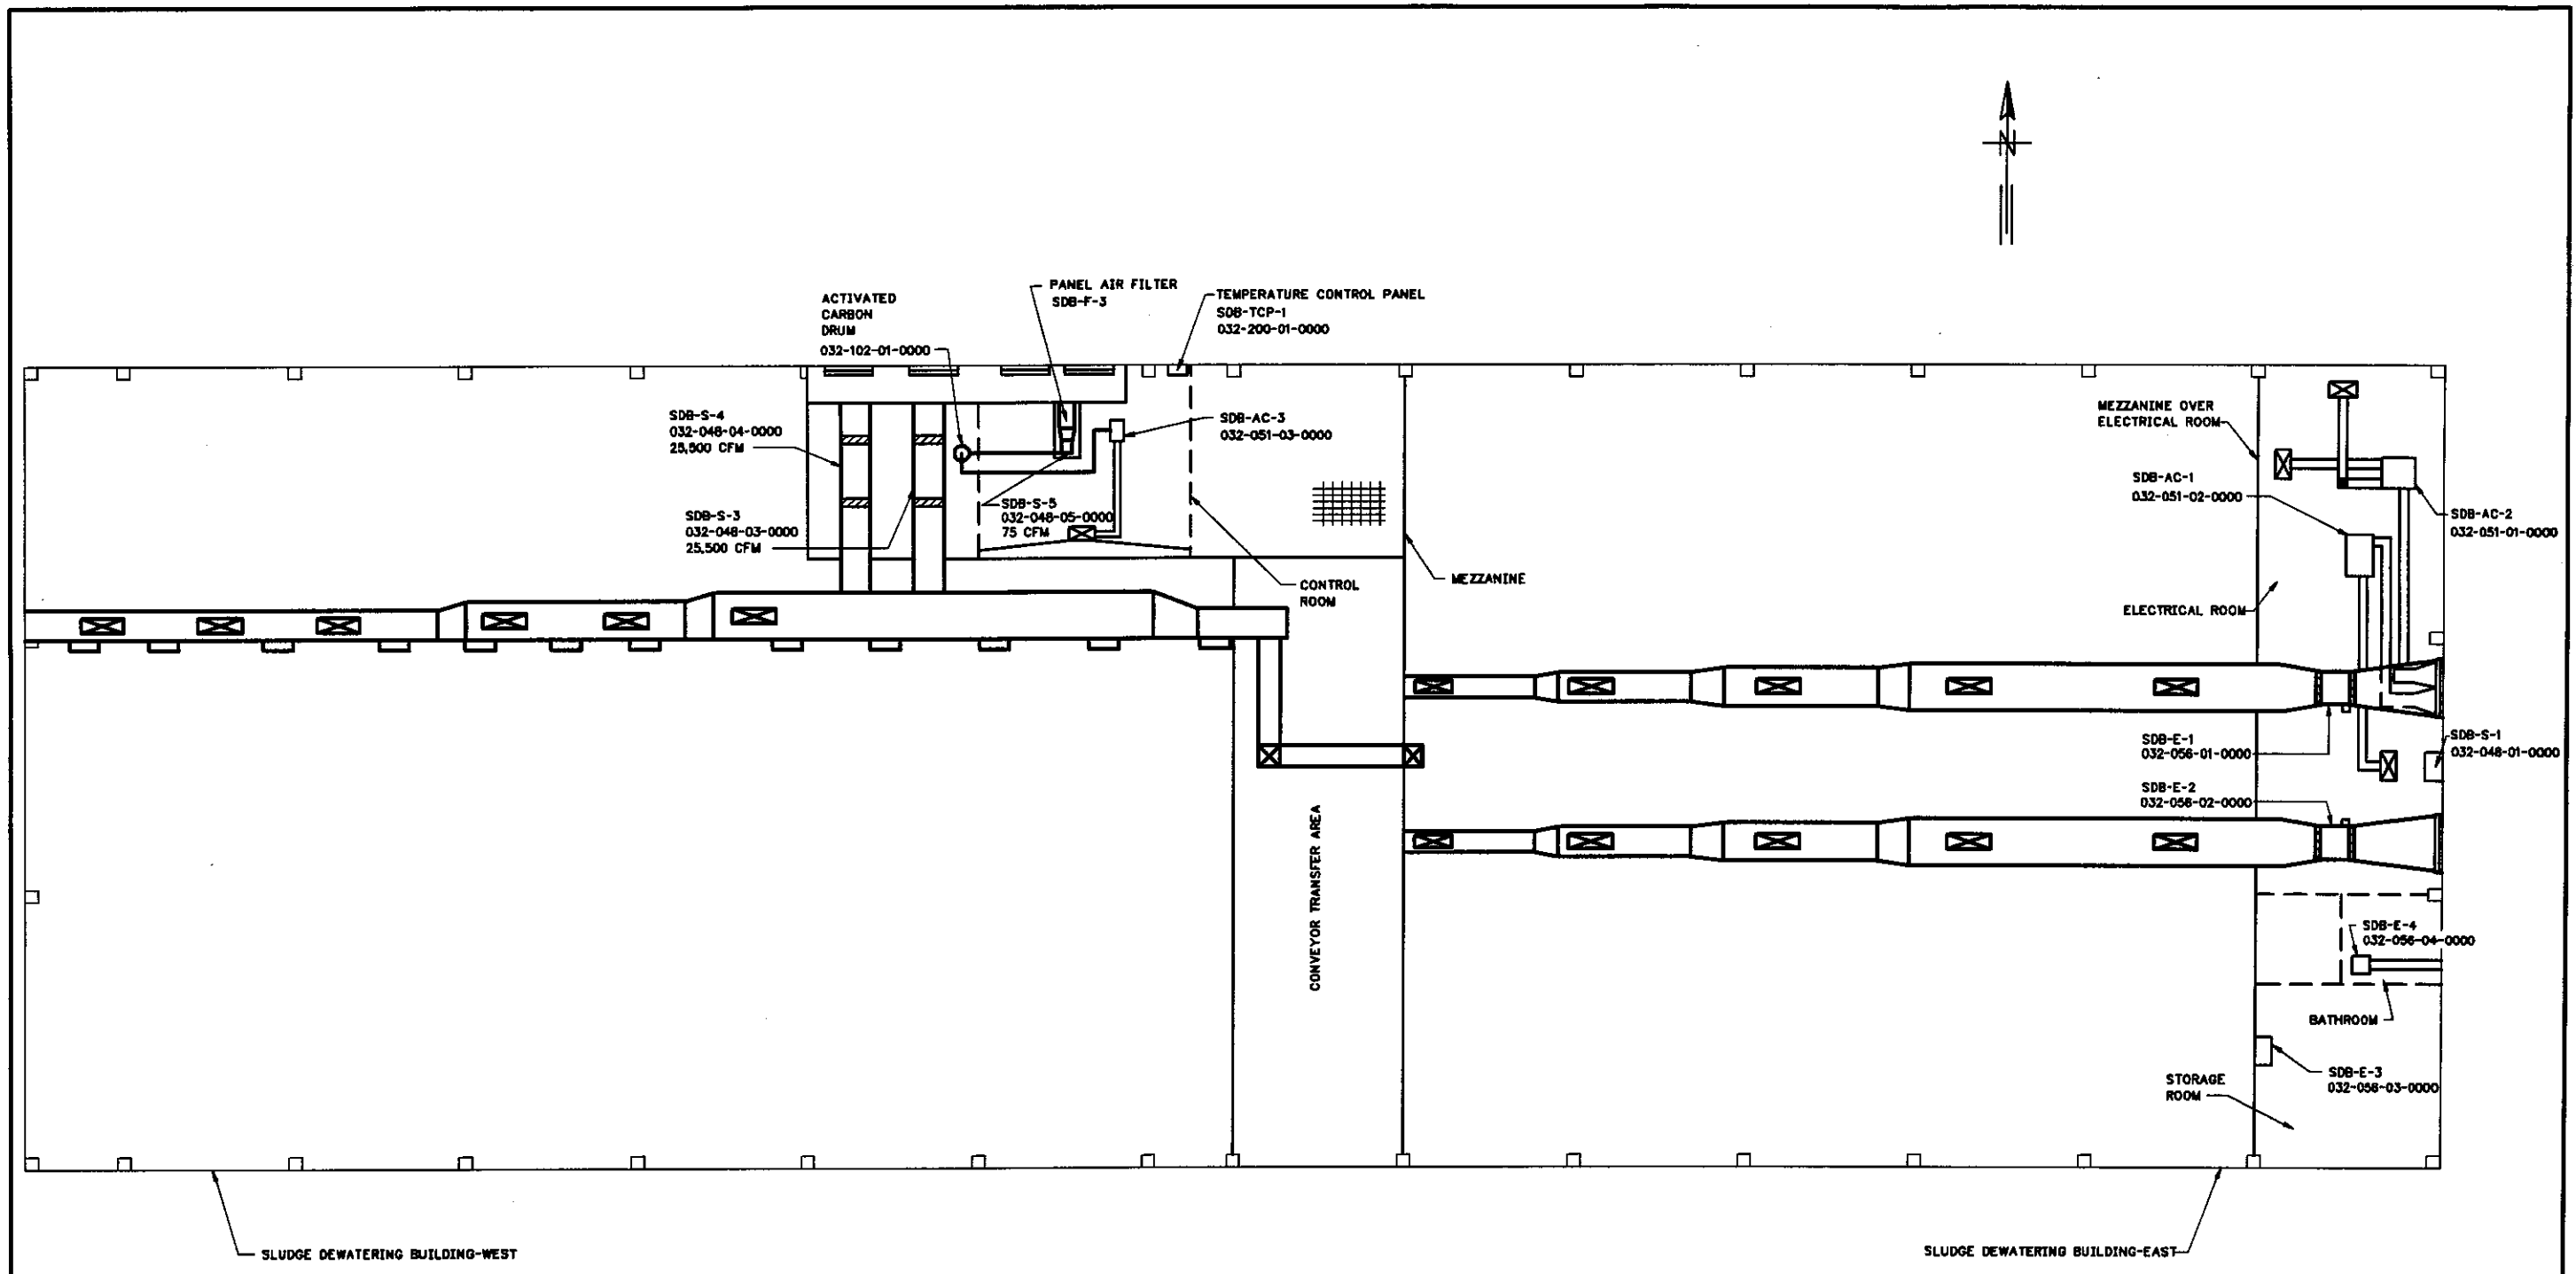 N
ACTIVATED
CARBON
DRUM
032-102-01-0000
PANEL AIR FILTER
SDB-F-3
TEMPERATURE CONTROL PANEL
SDB-TCP-1
032-200-01-0000
SDB-S-4
032-048-04-0000
25,500 CFM
SDB-AC-3
032-051-03-0000
SDB-S-3
032-048-03-0000
25,500 CFM
SDB-S-5
032-048-05-0000
75 CFM
CONTROL
ROOM
MEZZANINE
MEZZANINE OVER
ELECTRICAL ROOM
SDB-AC-1
032-051-02-0000
SDB-AC-2
032-051-01-0000
ELECTRICAL ROOM
SDB-E-1
032-056-01-0000
SDB-S-1
032-048-01-0000
SDB-E-2
032-056-02-0000
CONVEYOR TRANSFER AREA
SDB-E-4
032-056-04-0000
BATHROOM
SDB-E-3
032-056-03-0000
STORAGE
ROOM
SLUDGE DEWATERING BUILDING-WEST
SLUDGE DEWATERING BUILDING-EAST